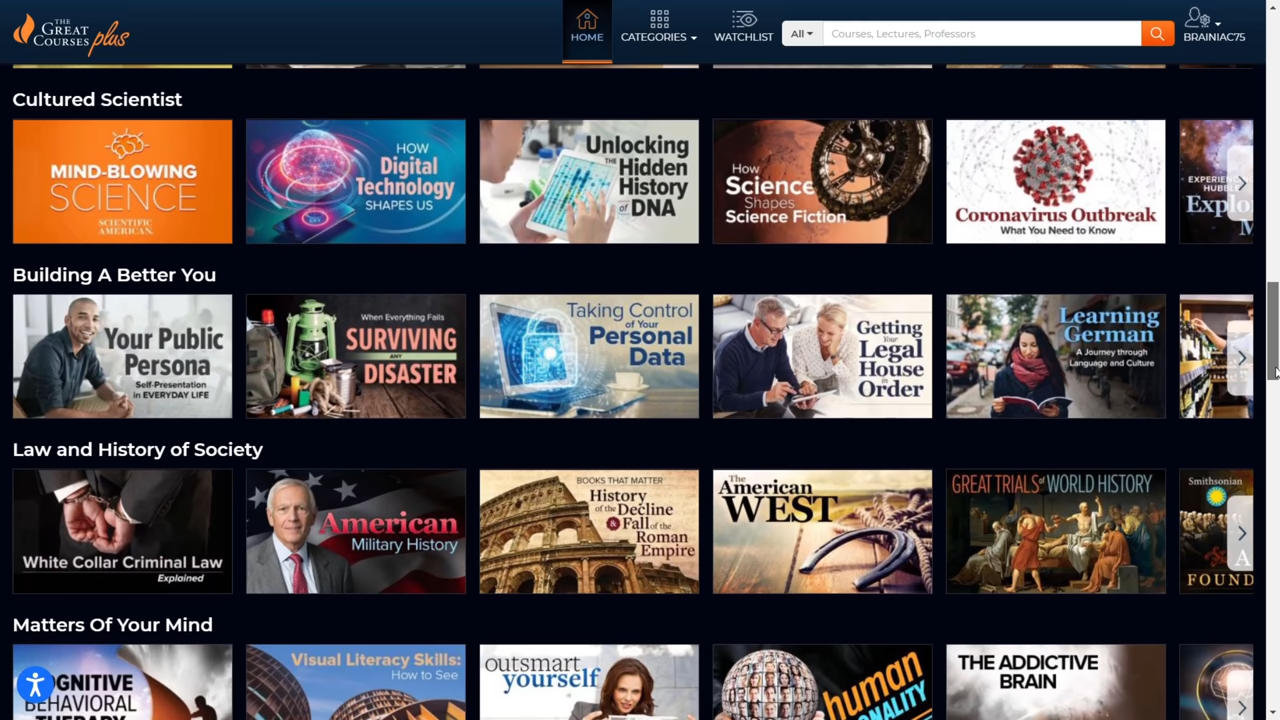 THE
GREAT
COURSES plus
HOME
CATEGORIES
WATCHLIST
All
Courses, Lectures, Professors
BRAINIAC75
Cultured Scientist
MIND-BLOWING
SCIENCE
SCIENTIFIC
AMERICAN.
HOW
Digital
Technology
SHAPES US
Unlocking
THE Hidden
History
of DNA
How
Science
Shapes
Science Fiction
Coronavirus Outbreak
What You Need to Know
Building A Better You
Your Public
Persona
Self-Presentation
in EVERYDAY LIFE
When Everything Fails
SURVIVING
ANY
DISASTER
Taking Control
of Your
Personal
Data
Getting
Your
Legal
House
in
Order
Learning
German
A Journey through
Language and Culture
Law and History of Society
White Collar Criminal Law
Explained
American
Military History
BOOKS THAT MATTER
History
of the Decline
& Fall of the
Roman
Empire
The
American
WEST
GREAT TRIALS of WORLD HISTORY
Smithsonian
FOUND
Matters Of Your Mind
OGNITIVE
BEHAVIORAL
THERAPY
Visual Literacy Skills:
How to See
outsmart
yourself
human
ONALITY
THE ADDICTIVE
BRAIN